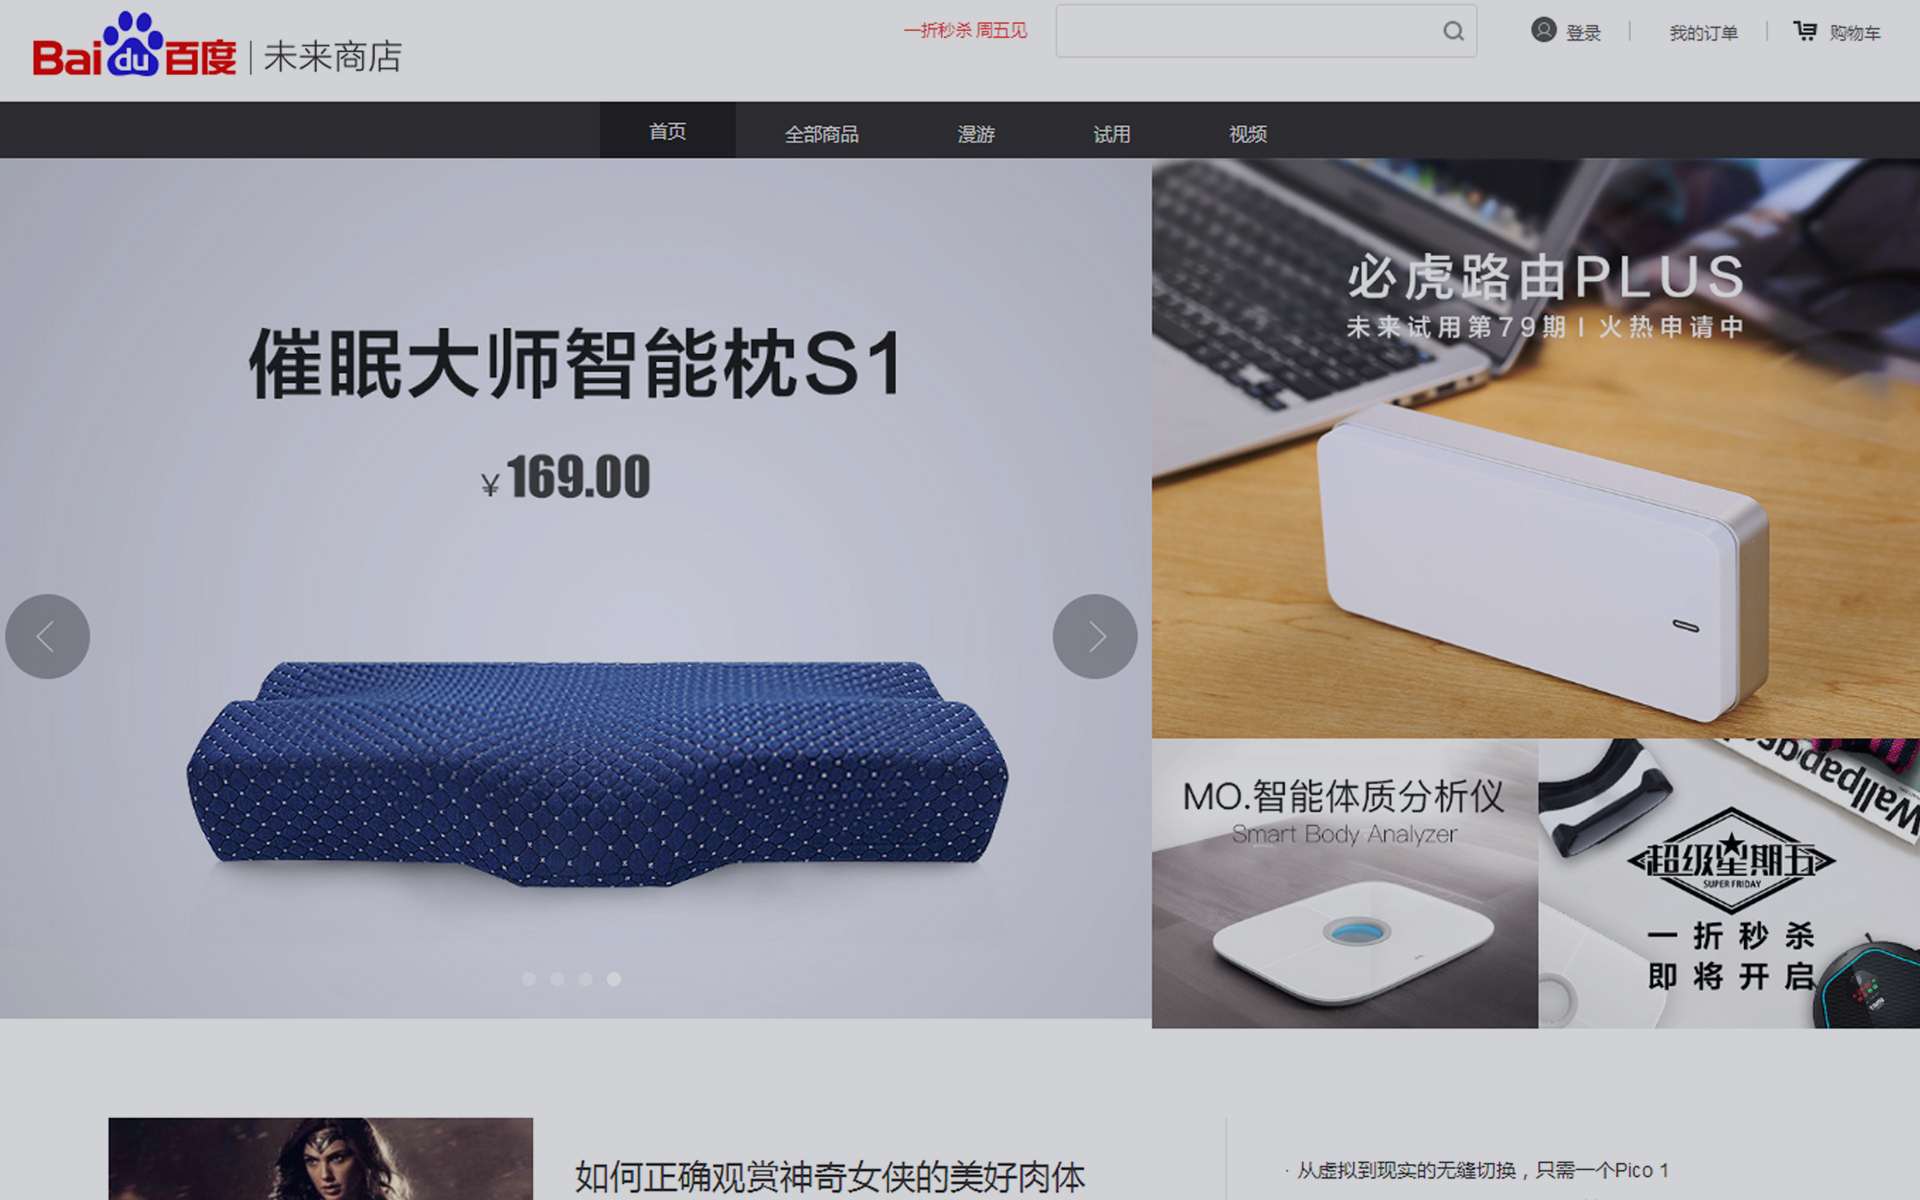 Baidu百度 | 未来商店
一折秒杀 周五见
登录
我的订单
购物车
首页
全部商品
漫游
试用
视频
催眠大师智能枕S1
¥169.00
必虎路由PLUS
未来试用第79期 | 火热申请中
MO.智能体质分析仪
Smart Body Analyzer
Wallpaper
超级星期五
SUPER FRIDAY
一折秒杀
即将开启
如何正确观赏神奇女侠的美好肉体
· 从虚拟到现实的无缝切换，只需一个Pico 1